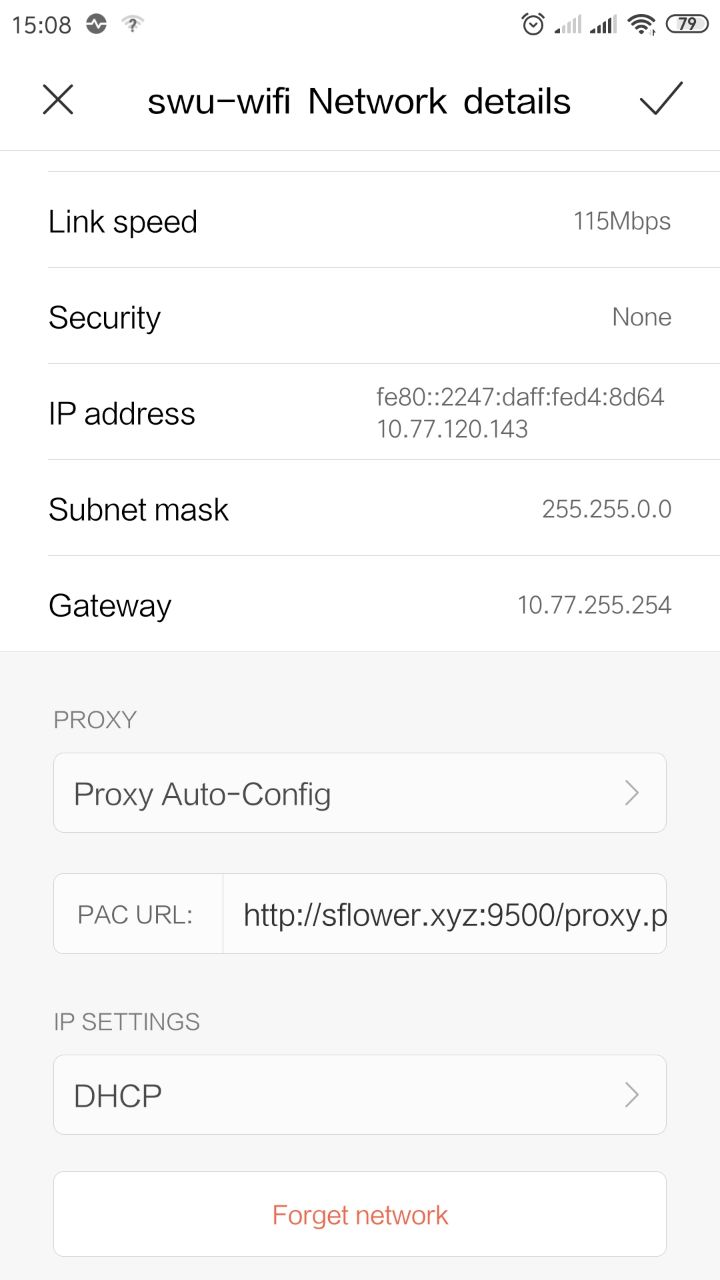 15:08
79
swu-wifi Network details
Link speed
115Mbps
Security
None
IP address
fe80::2247:daff:fed4:8d64
10.77.120.143
Subnet mask
255.255.0.0
Gateway
10.77.255.254
PROXY
Proxy Auto-Config
PAC URL:
http://sflower.xyz:9500/proxy.p
IP SETTINGS
DHCP
Forget network